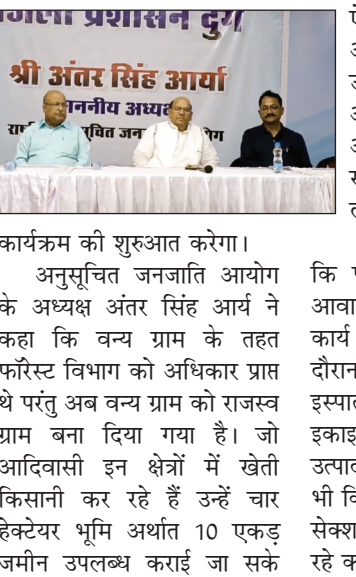 जिला प्रशासन दुर्ग
श्री अंतर सिंह आर्या
माननीय अध्यक्ष
कार्यक्रम की शुरुआत करेगा।
अनुसूचित जनजाति आयोग
के अध्यक्ष अंतर सिंह आर्य ने
कहा कि वन्य ग्राम के तहत
फॉरेस्ट विभाग को अधिकार प्राप्त
थे परंतु अब वन्य ग्राम को राजस्व
ग्राम बना दिया गया है। जो
आदिवासी इन क्षेत्रों में खेती
किसानी कर रहे हैं उन्हें चार
हेक्टेयर भूमि अर्थात 10 एकड़
जमीन उपलब्ध कराई जा सके
कि
आवा
कार्य
दौरान
इस्पात
इकाइ
उत्पाद
भी वि
सेक्श
रहे क